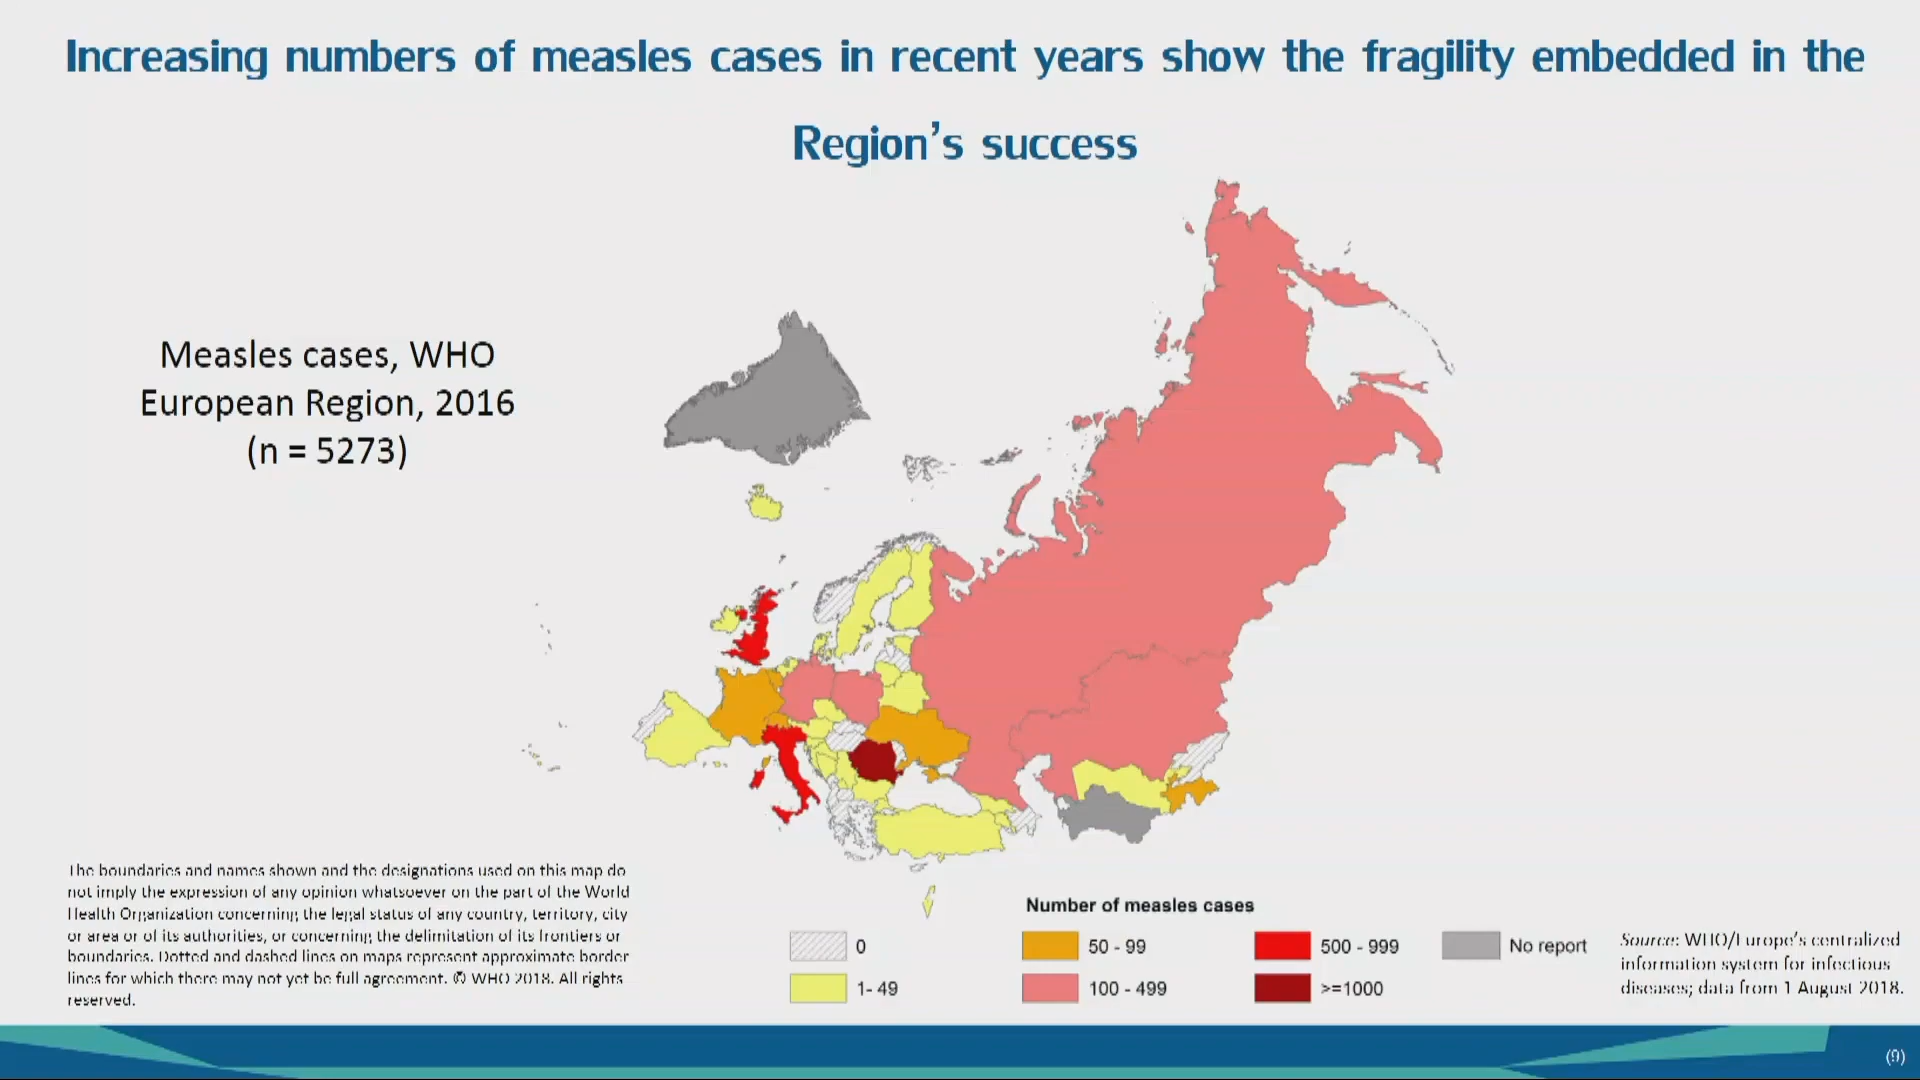 Increasing numbers of measles cases in recent years show the fragility embedded in the
Region's success
Measles cases, WHO
European Region, 2016
(n = 5273)
The boundaries and names shown and the designations used on this map do
not imply the expression of any opinion whatsoever on the part of the World
Health Organization concerning the legal status of any country, territory, city
or area or of its authorities, or concerning the delimitation of its frontiers or
boundaries. Dotted and dashed lines on maps represent approximate border
lines for which there may not yet be full agreement. © WHO 2018. All rights
reserved.
Number of measles cases
0
50 - 99
500 - 999
No report
1- 49
100 - 499
>=1000
Source: WHO/Europe's centralized
information system for infectious
diseases; data from 1 August 2018.
(9)